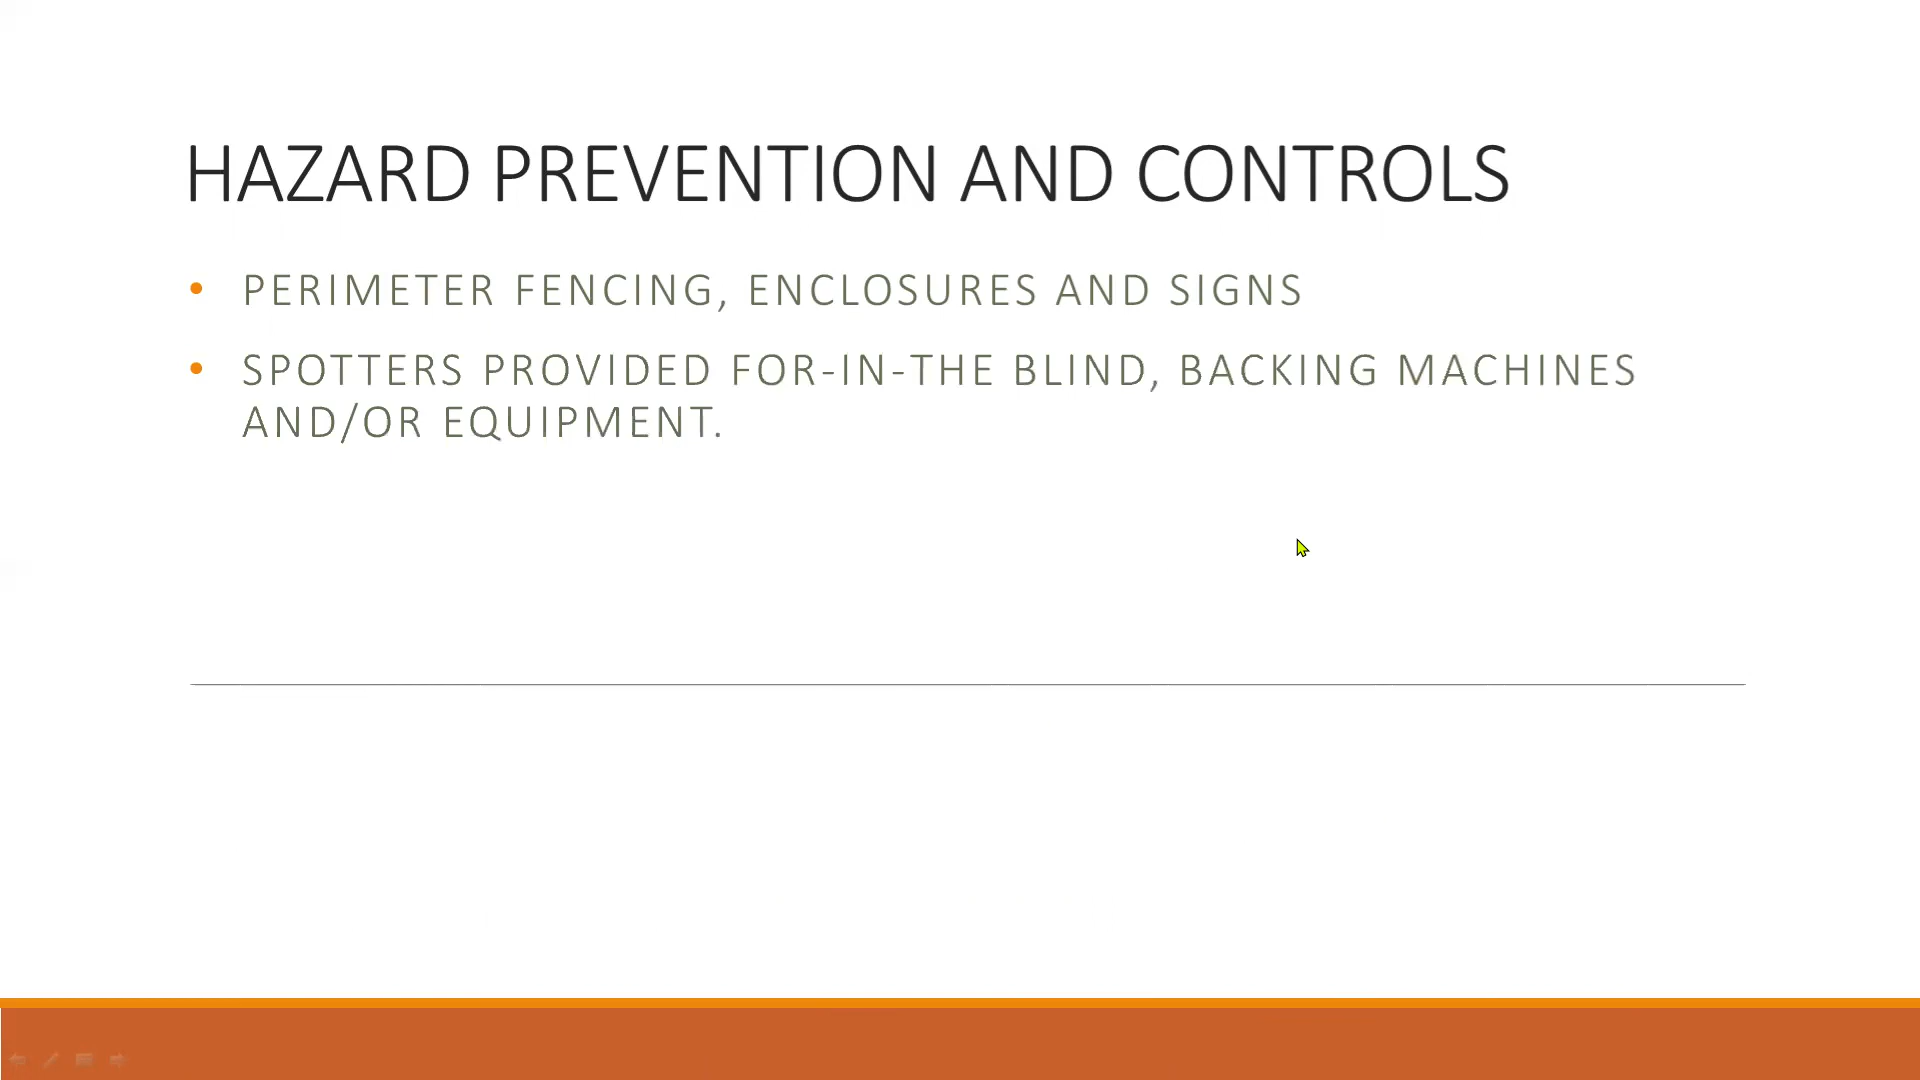 HAZARD PREVENTION AND CONTROLS
• PERIMETER FENCING, ENCLOSURES AND SIGNS
• SPOTTERS PROVIDED FOR-IN-THE BLIND, BACKING MACHINES
AND/OR EQUIPMENT.